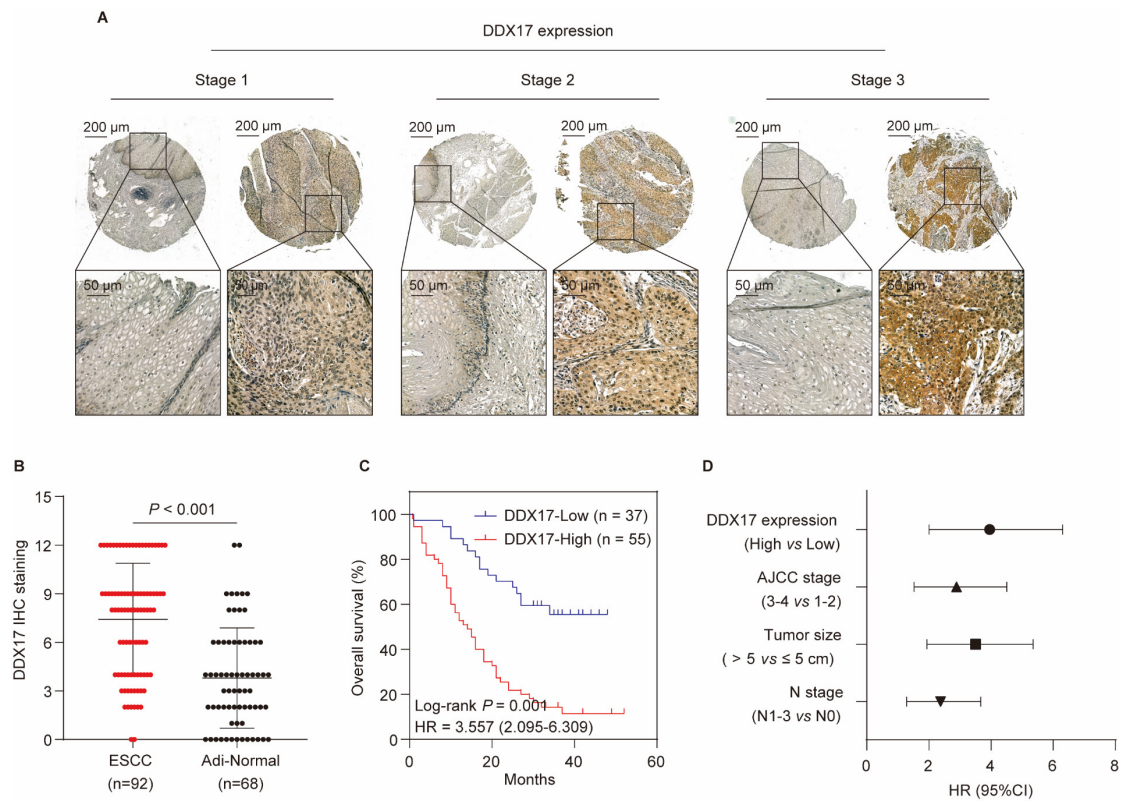 A
DDX17 expression
Stage 1
Stage 2
Stage 3
200 µm
200 µm
200 µm
200 µm
200 µm
200 µm
50 µm
50 µm
50 µm
50 µm
50 µm
50 µm
B
DDX17 IHC staining
15
12
9
6
3
0
P < 0.001
ESCC
(n=92)
Adi-Normal
(n=68)
C
Overall survival (%)
100
80
60
40
20
0
DDX17-Low (n = 37)
DDX17-High (n = 55)
Log-rank P = 0.001
HR = 3.557 (2.095-6.309)
0
20
40
60
Months
D
DDX17 expression
(High vs Low)
AJCC stage
(3-4 vs 1-2)
Tumor size
( > 5 vs ≤ 5 cm)
N stage
(N1-3 vs N0)
0
2
4
6
8
HR (95%CI)